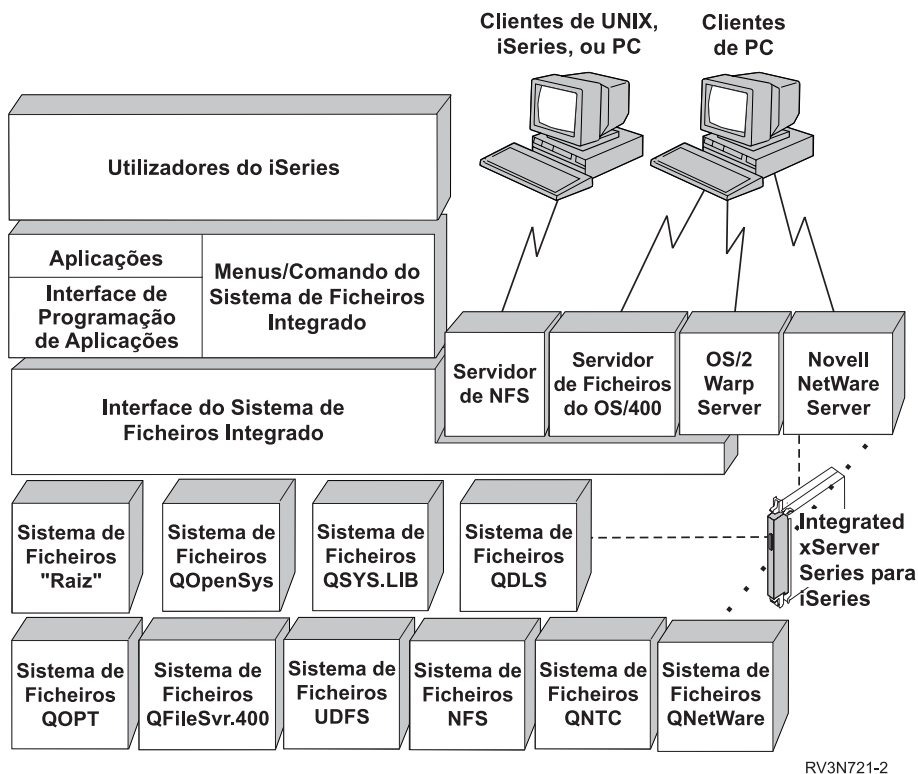 Clientes de UNIX,
iSeries, ou PC
Clientes
de PC
Utilizadores do iSeries
Aplicações
Interface de
Programação
de Aplicações
Menus/Comando do
Sistema de Ficheiros
Integrado
Servidor
de NFS
Servidor
de Ficheiros
do OS/400
OS/2
Warp
Server
Novell
NetWare
Server
Interface do Sistema de
Ficheiros Integrado
Sistema de
Ficheiros
"Raiz"
Sistema de
Ficheiros
QOpenSys
Sistema de
Ficheiros
QSYS.LIB
Sistema de
Ficheiros
QDLS
Integrated
xServer
Series para
iSeries
Sistema de
Ficheiros
QOPT
Sistema de
Ficheiros
QFileSvr.400
Sistema de
Ficheiros
UDFS
Sistema de
Ficheiros
NFS
Sistema de
Ficheiros
QNTC
Sistema de
Ficheiros
QNetWare
RV3N721-2